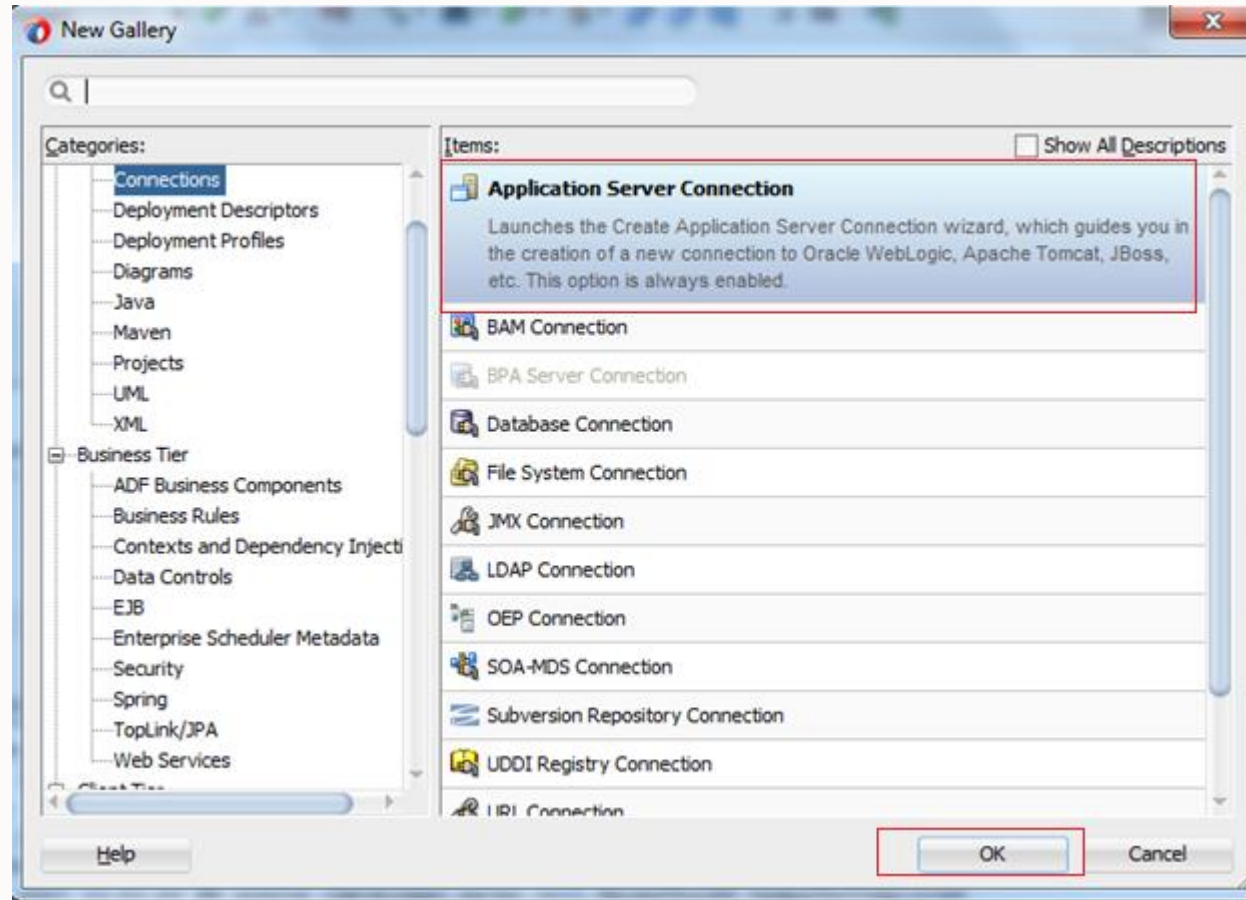 New Gallery
Categories:
Connections
Deployment Descriptors
Deployment Profiles
Diagrams
Java
Maven
Projects
UML
XML
Business Tier
ADF Business Components
Business Rules
Contexts and Dependency Injecti
Data Controls
EJB
Enterprise Scheduler Metadata
Security
Spring
TopLink/JPA
Web Services
Client Tier
Items:
Show All Descriptions
Application Server Connection
Launches the Create Application Server Connection wizard, which guides you in
the creation of a new connection to Oracle WebLogic, Apache Tomcat, JBoss,
etc. This option is always enabled.
BAM Connection
BPA Server Connection
Database Connection
File System Connection
JMX Connection
LDAP Connection
OEP Connection
SOA-MDS Connection
Subversion Repository Connection
UDDI Registry Connection
URL Connection
Help
OK
Cancel